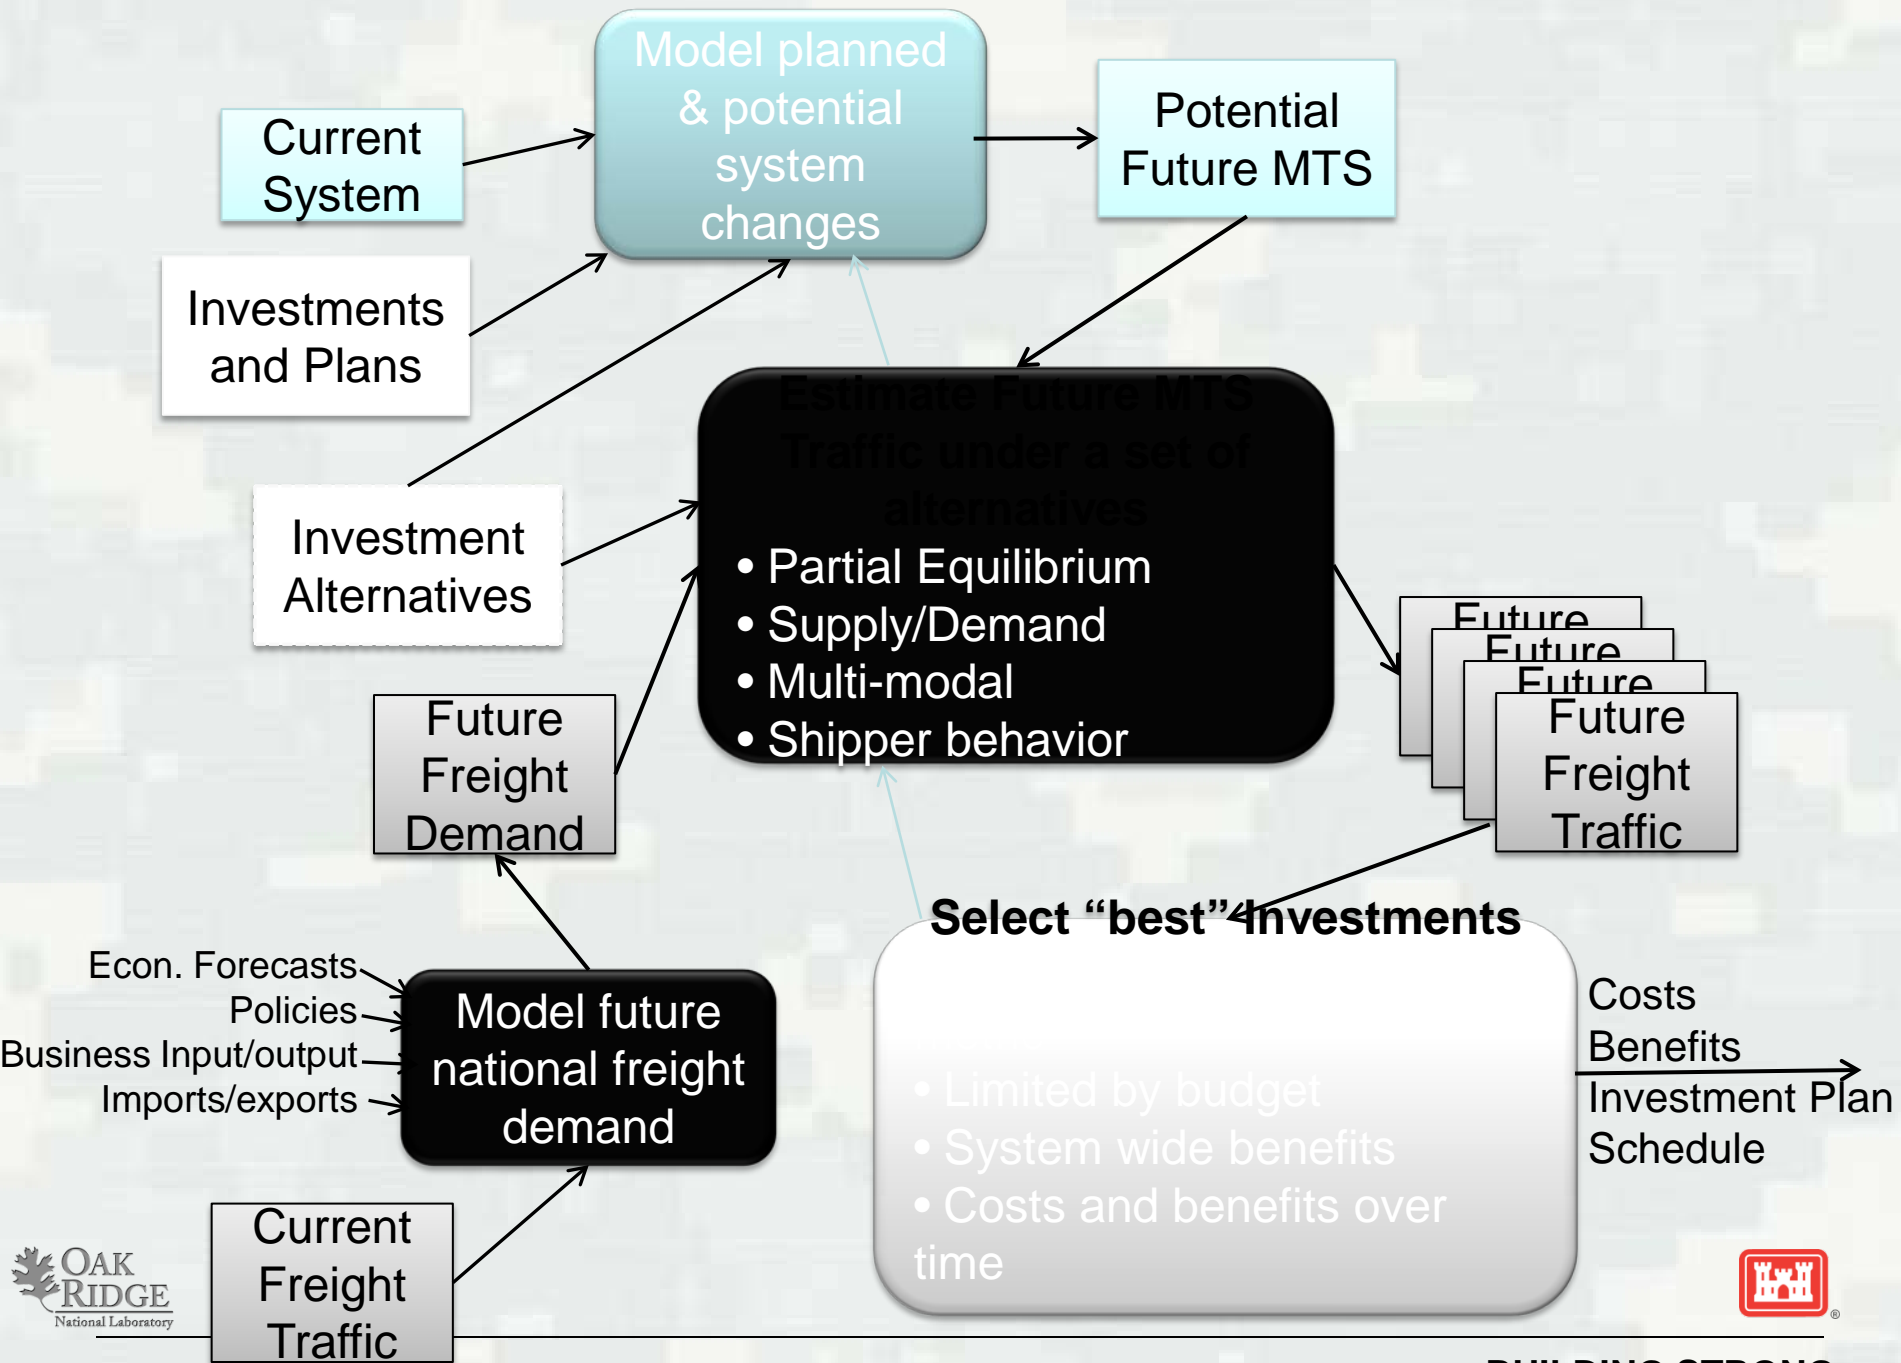 Model planned
& potential
system
changes
Current
System
Potential
Future MTS
Investments
and Plans
Estimate Future MTS
Traffic under a set of
alternatives
• Partial Equilibrium
• Supply/Demand
• Multi-modal
• Shipper behavior
Investment
Alternatives
Future
Future
Future
Future
Freight
Traffic
Future
Freight
Demand
Select “best” Investments
• Limited by budget
• System wide benefits
• Costs and benefits over
time
Econ. Forecasts
Policies
Business Input/output
Imports/exports
Model future
national freight
demand
Costs
Benefits
Investment Plan
Schedule
Current
Freight
Traffic
OAK
RIDGE
National Laboratory
®
BUILDING STRONG